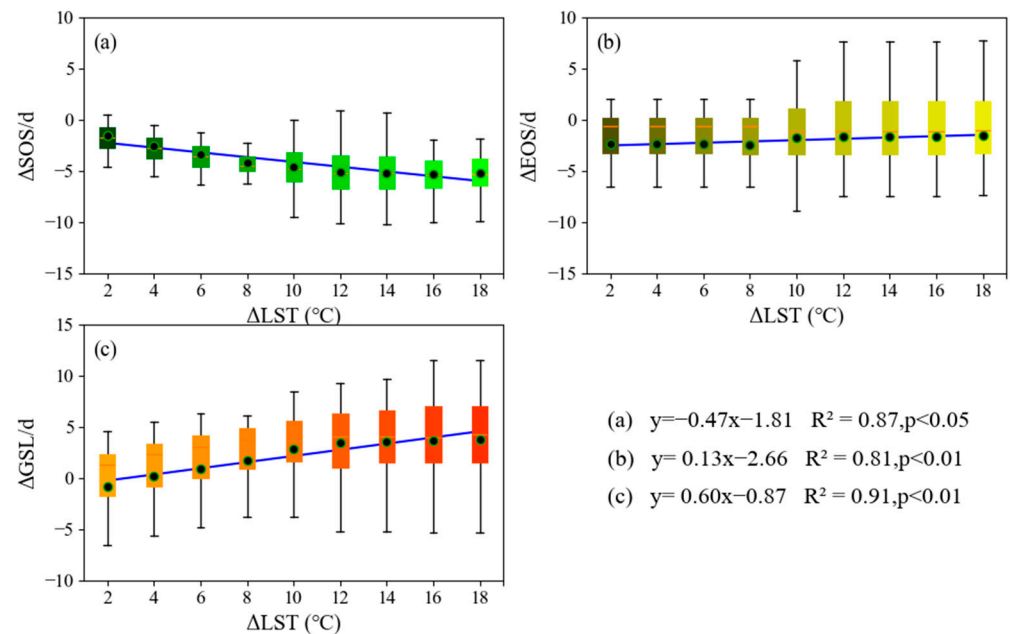 10
5
0
−5
−10
−15
ΔSOS/d
(a)
2 4 6 8 10 12 14 16 18
ΔLST (°C)
10
5
0
−5
−10
−15
ΔEOS/d
(b)
2 4 6 8 10 12 14 16 18
ΔLST (°C)
15
10
5
0
−5
−10
ΔGSL/d
(c)
2 4 6 8 10 12 14 16 18
ΔLST (°C)
(a) y=−0.47x−1.81 R² = 0.87,p<0.05
(b) y= 0.13x−2.66 R² = 0.81,p<0.01
(c) y= 0.60x−0.87 R² = 0.91,p<0.01